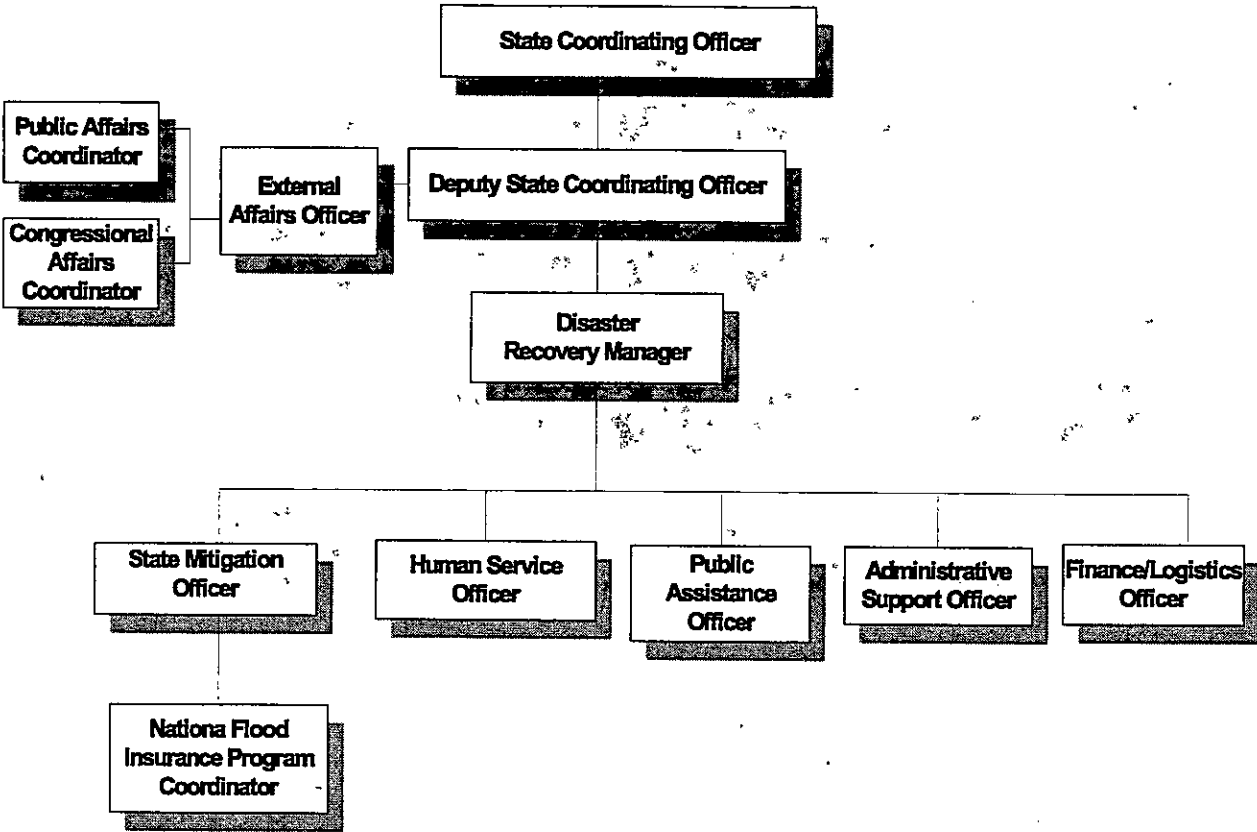 State Coordinating Officer
Public Affairs
Coordinator
External
Affairs Officer
Deputy State Coordinating Officer
Congressional
Affairs
Coordinator
Disaster
Recovery Manager
State Mitigation
Officer
Human Service
Officer
Public
Assistance
Officer
Administrative
Support Officer
Finance/Logistics
Officer
Nationa Flood
Insurance Program
Coordinator